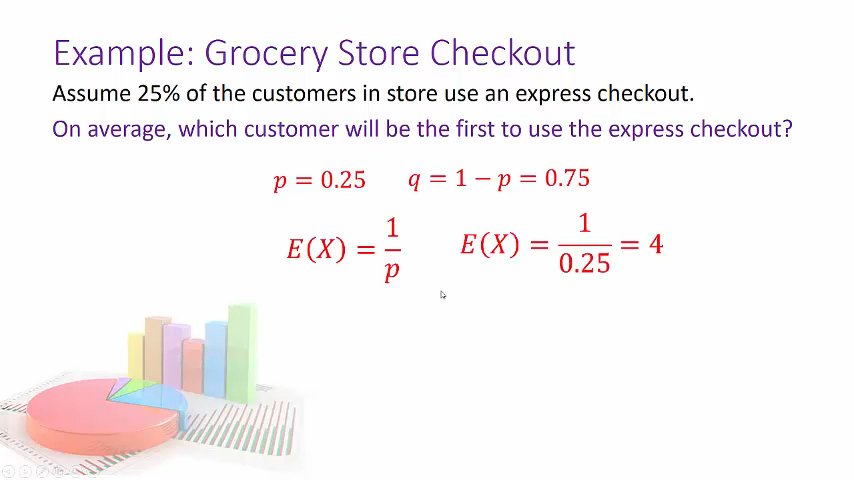 Example: Grocery Store Checkout
Assume 25% of the customers in store use an express checkout.
On average, which customer will be the first to use the express checkout?
p = 0.25 q = 1 − p = 0.75
E(X) = 1/p E(X) = 1/0.25 = 4